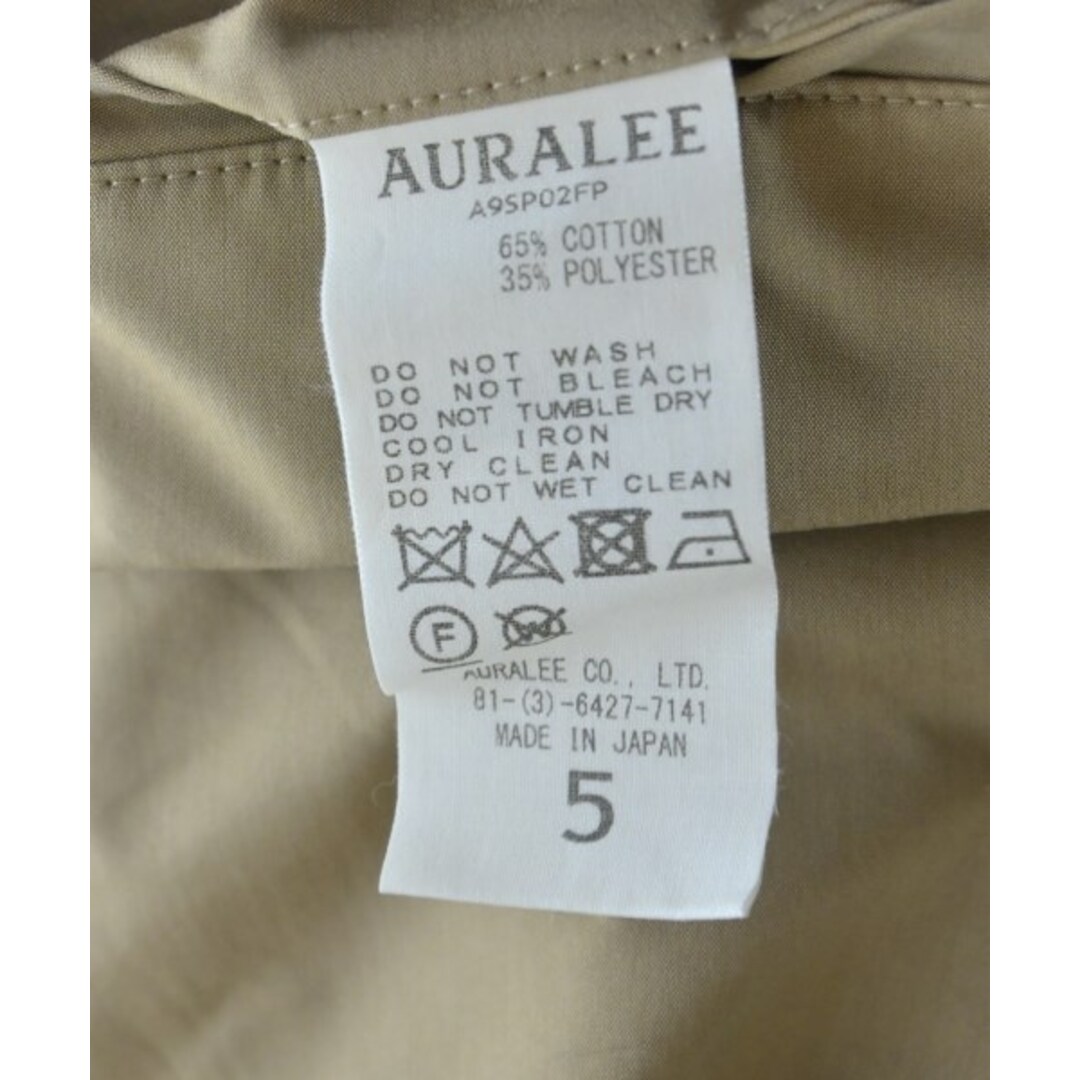 AURALEE
A9SP02FP
65% COTTON
35% POLYESTER
DO NOT WASH
DO NOT BLEACH
DO NOT TUMBLE DRY
COOL IRON
DRY CLEAN
DO NOT WET CLEAN
F W
AURALEE CO., LTD.
81-(3)-6427-7141
MADE IN JAPAN
5